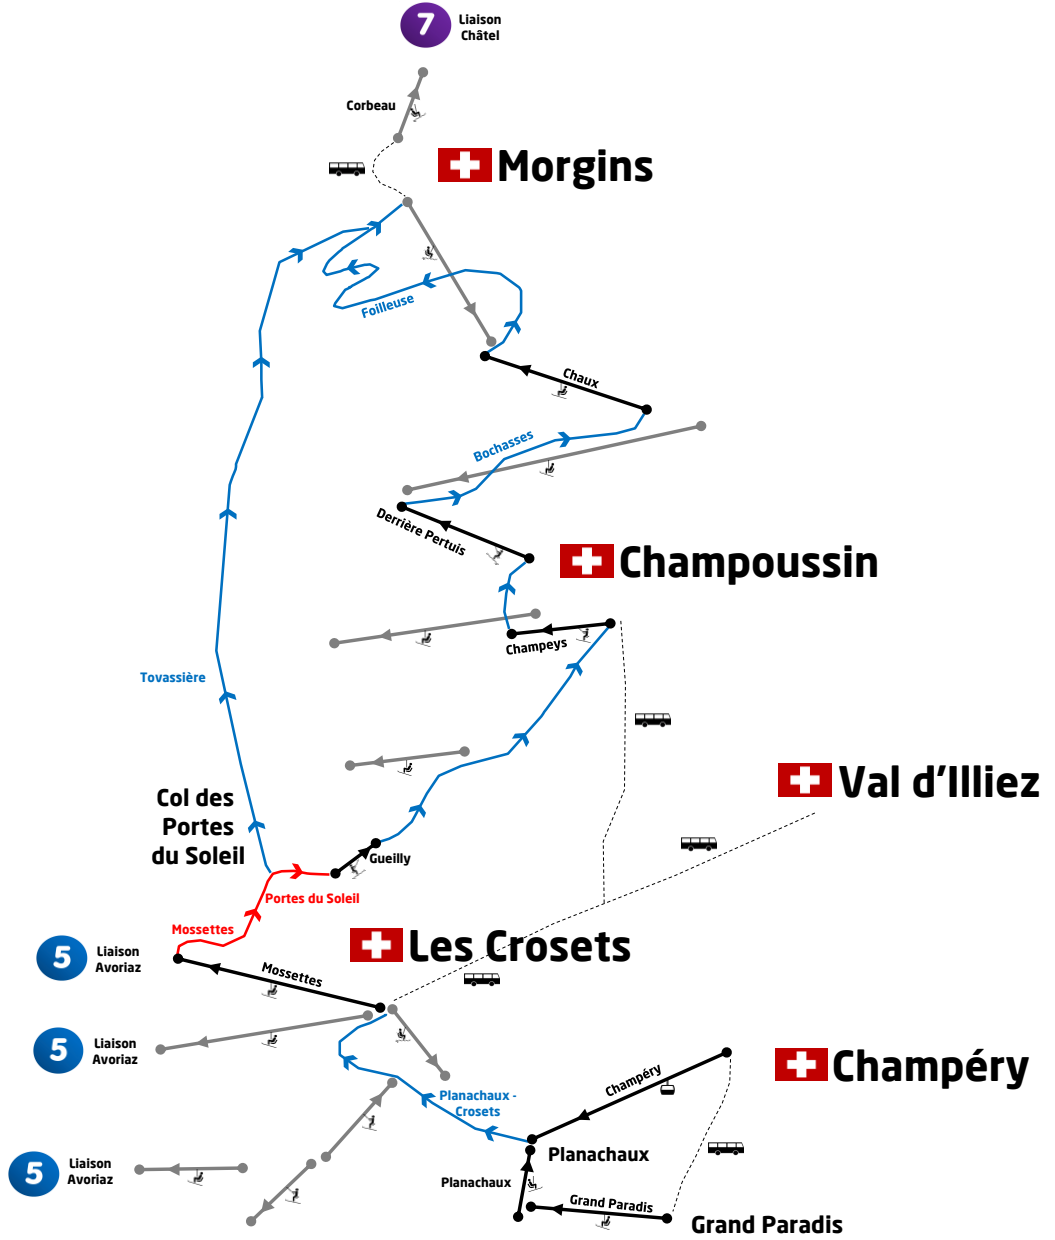 7
Liaison
Châtel
Corbeau
Morgins
Foilleuse
Chaux
Bochasses
Derrière Pertuis
Champoussin
Champeys
Tovassière
Val d'Illiez
Col des
Portes
du Soleil
Gueilly
Portes du Soleil
Mossettes
Les Crosets
5
Liaison
Avoriaz
Mossettes
5
Liaison
Avoriaz
Champéry
Champéry
Planachaux -
Crosets
Planachaux
5
Liaison
Avoriaz
Planachaux
Grand Paradis
Grand Paradis